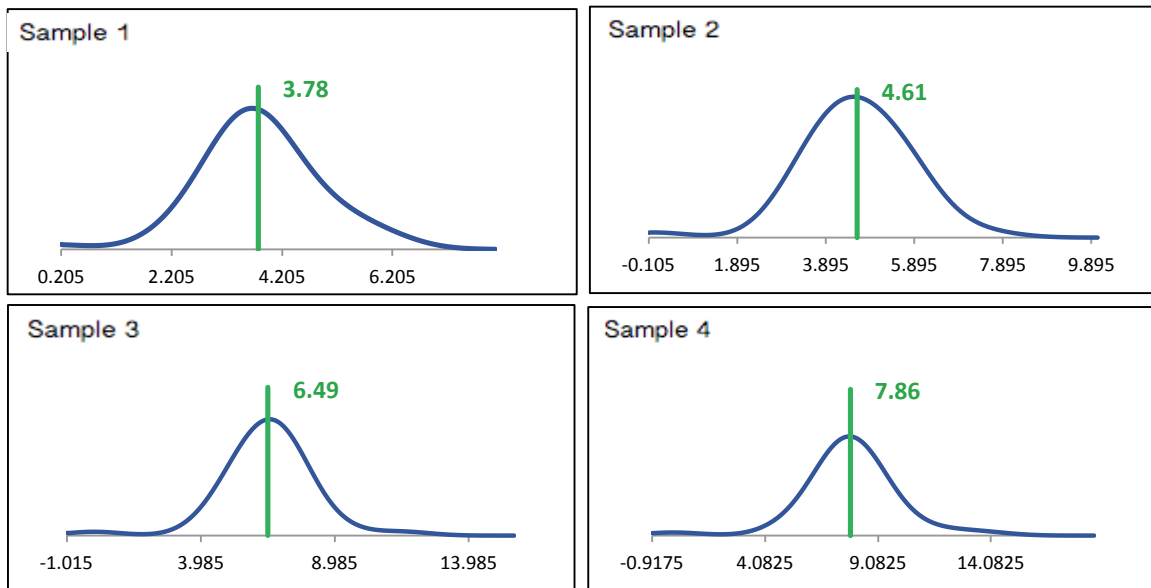 Sample 1
3.78
0.205 2.205 4.205 6.205
Sample 2
4.61
-0.105 1.895 3.895 5.895 7.895 9.895
Sample 3
6.49
-1.015 3.985 8.985 13.985
Sample 4
7.86
-0.9175 4.0825 9.0825 14.0825